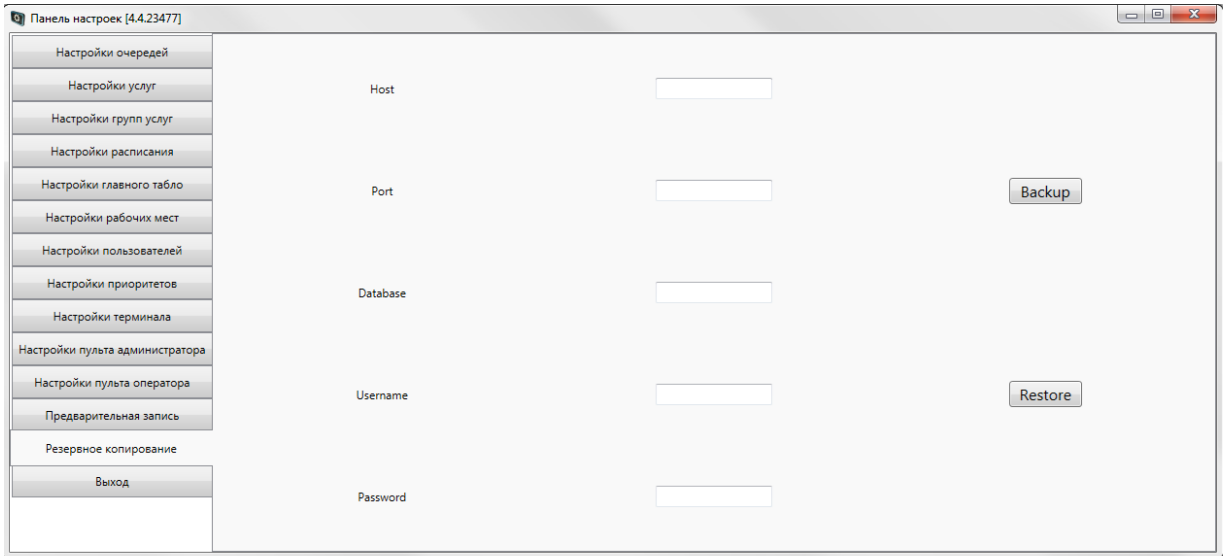 Панель настроек [4.4.23477]
Настройки очередей
Настройки услуг
Настройки групп услуг
Настройки расписания
Настройки главного табло
Настройки рабочих мест
Настройки пользователей
Настройки приоритетов
Настройки терминала
Настройки пульта администратора
Настройки пульта оператора
Предварительная запись
Резервное копирование
Выход
Host
Port
Backup
Database
Username
Restore
Password